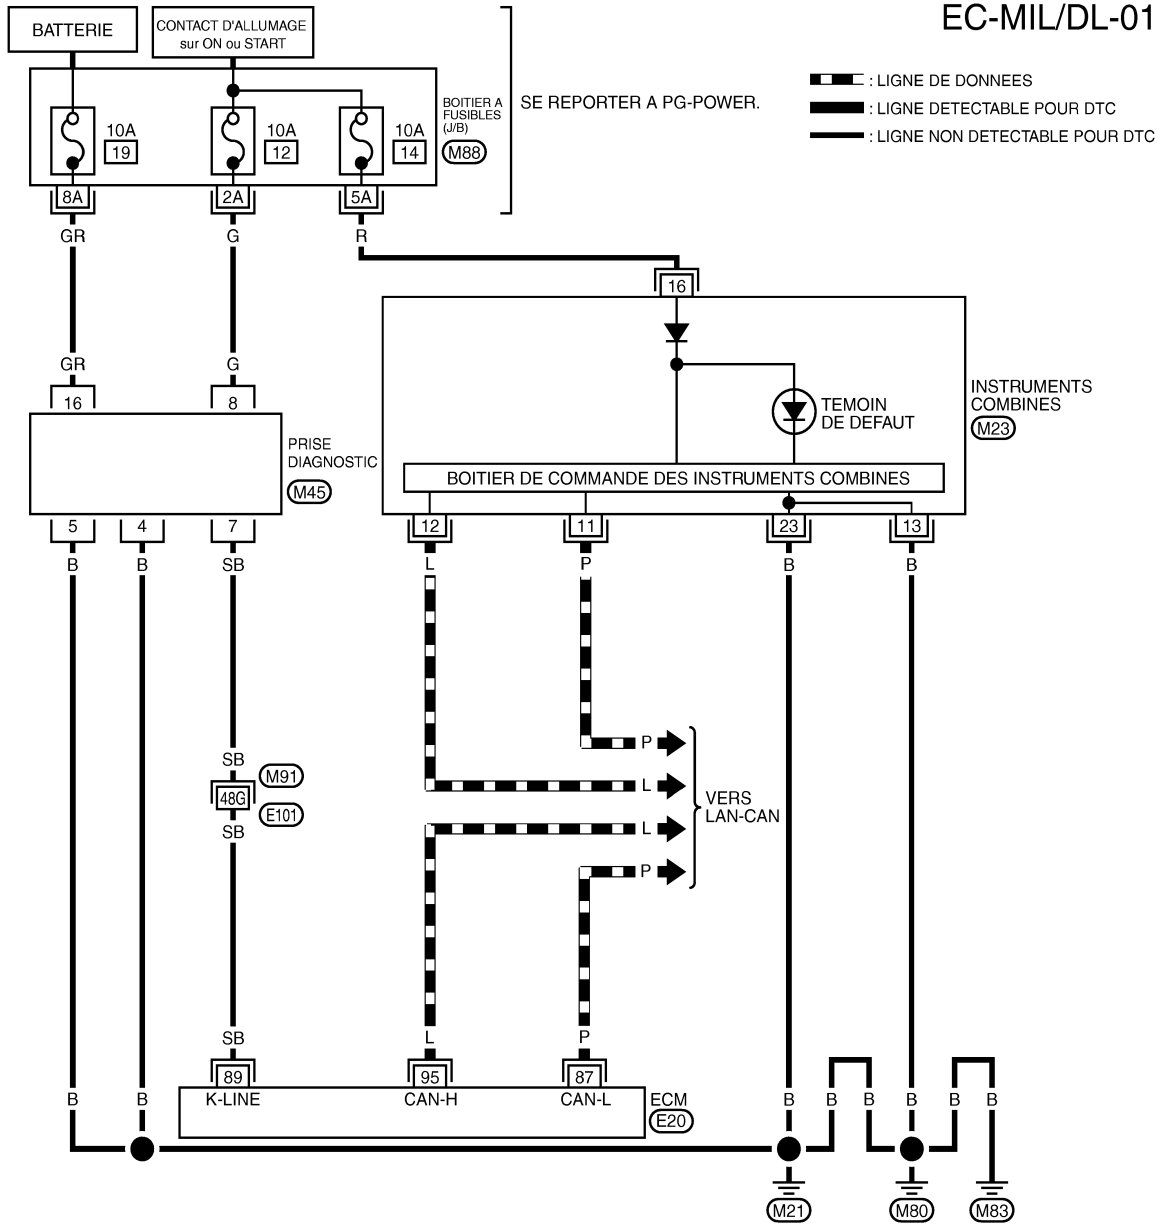 EC-MIL/DL-01
BATTERIE
CONTACT D'ALLUMAGE
sur ON ou START
: LIGNE DE DONNEES
: LIGNE DETECTABLE POUR DTC
: LIGNE NON DETECTABLE POUR DTC
SE REPORTER A PG-POWER.
BOITIER A
FUSIBLES
(J/B)
M88
10A
19
10A
12
10A
14
8A
2A
5A
GR
G
R
16
GR
G
16
8
PRISE
DIAGNOSTIC
M45
TEMOIN
DE DEFAUT
INSTRUMENTS
COMBINES
M23
BOITIER DE COMMANDE DES INSTRUMENTS COMBINES
5
4
7
12
11
23
13
B
B
SB
L
P
B
B
SB
M91
48G
E101
SB
P
L
L
P
VERS
LAN-CAN
SB
L
P
89
95
87
K-LINE
CAN-H
CAN-L
ECM
E20
B
B
B
B
B
B
B
B
M21
M80
M83